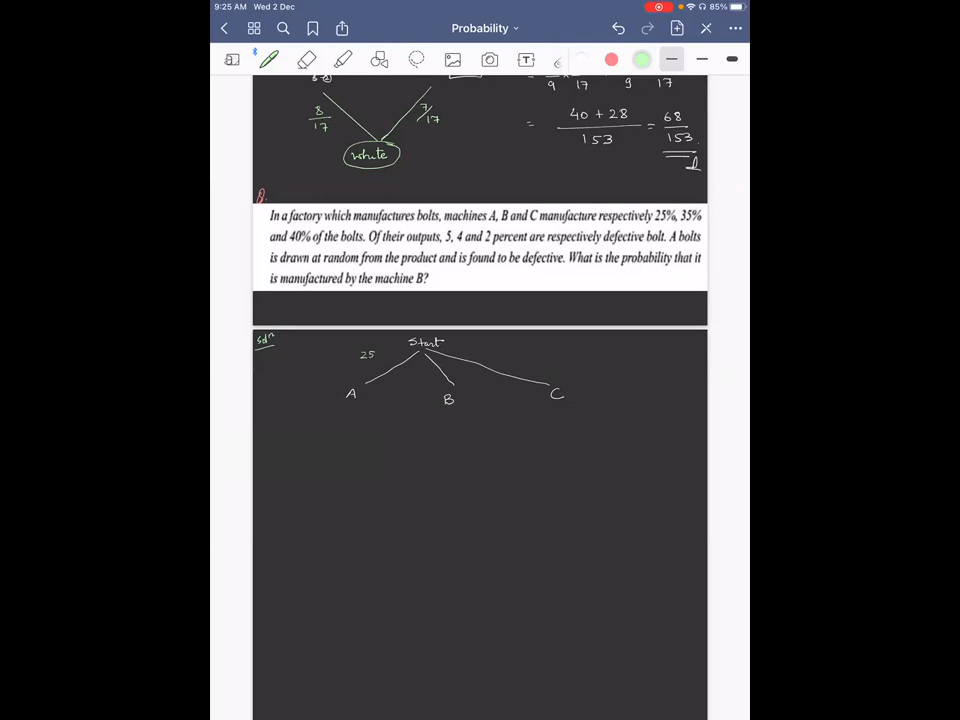 9:25 AM Wed 2 Dec 85%
Probability
8/17 7/17
white
9 17 9 17
= 40 + 28 / 153 = 68 / 153
Q.
In a factory which manufactures bolts, machines A, B and C manufacture respectively 25%, 35%
and 40% of the bolts. Of their outputs, 5, 4 and 2 percent are respectively defective bolt. A bolts
is drawn at random from the product and is found to be defective. What is the probability that it
is manufactured by the machine B?
Soln
Start
25
A B C